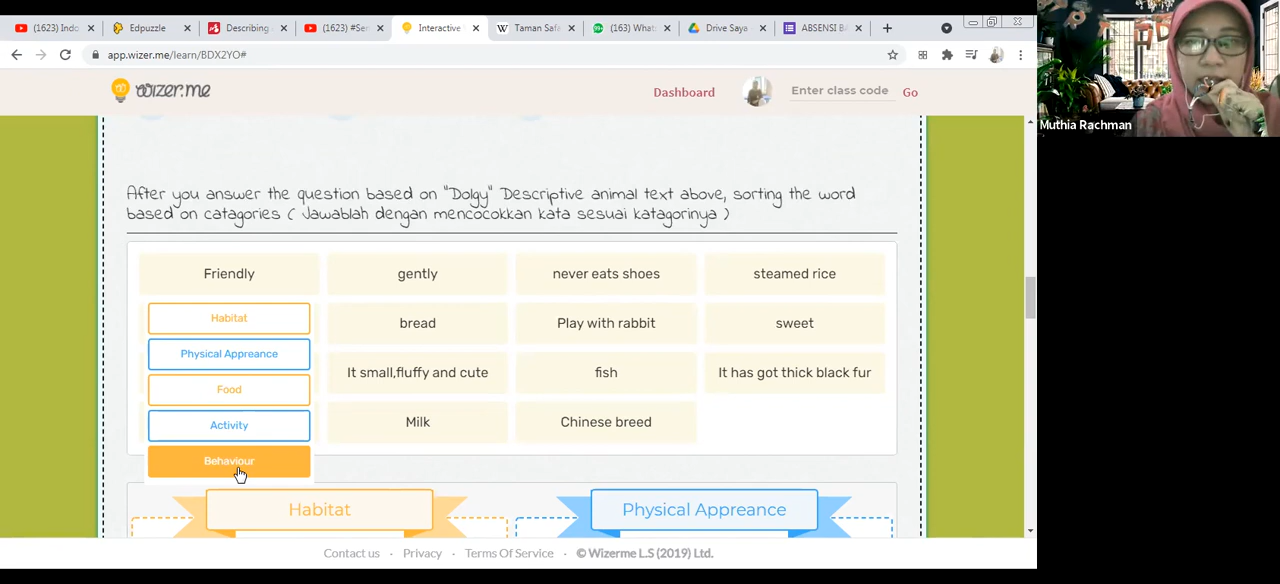 (1623) Indo
Edpuzzle
Describing
(1623) #Ser
Interactive
Taman Safa
(163) What
Drive Saya
ABSENSI BA
app.wizer.me/learn/BDX2YO#
wizer.me
Dashboard
Enter class code
Go
Muthia Rachman
After you answer the question based on "Dolgy" Descriptive animal text above, sorting the word
based on catagories ( Jawablah dengan mencocokkan kata sesuai katagorinya )
Friendly
gently
never eats shoes
steamed rice
Habitat
bread
Play with rabbit
sweet
Physical Appreance
It small,fluffy and cute
fish
It has got thick black fur
Food
Activity
Milk
Chinese breed
Behaviour
Habitat
Physical Appreance
Contact us · Privacy · Terms Of Service · © Wizerme L.S (2019) Ltd.